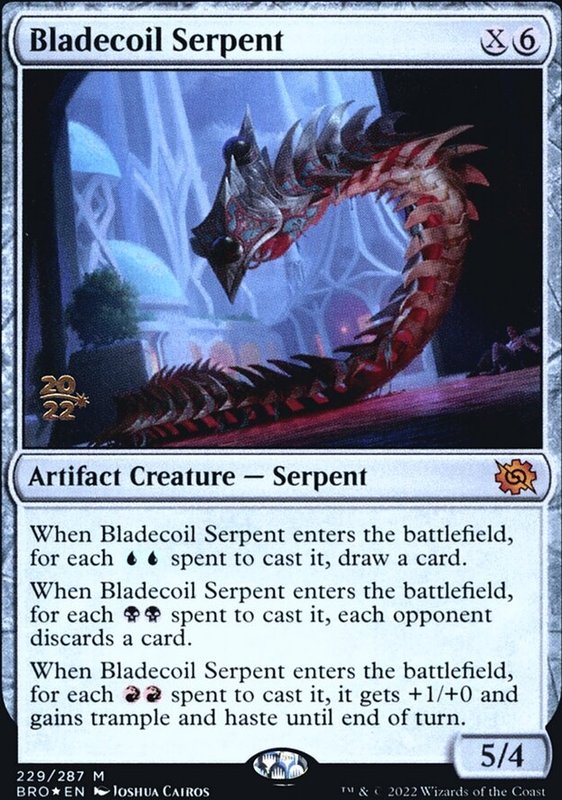 Bladecoil Serpent X 6
20
22
Artifact Creature — Serpent
When Bladecoil Serpent enters the battlefield,
for each spent to cast it, draw a card.
When Bladecoil Serpent enters the battlefield,
for each spent to cast it, each opponent
discards a card.
When Bladecoil Serpent enters the battlefield,
for each spent to cast it, it gets +1/+0 and
gains trample and haste until end of turn.
5/4
229/287 M
BRO★EN Joshua Cairos
™ & © 2022 Wizards of the Coast